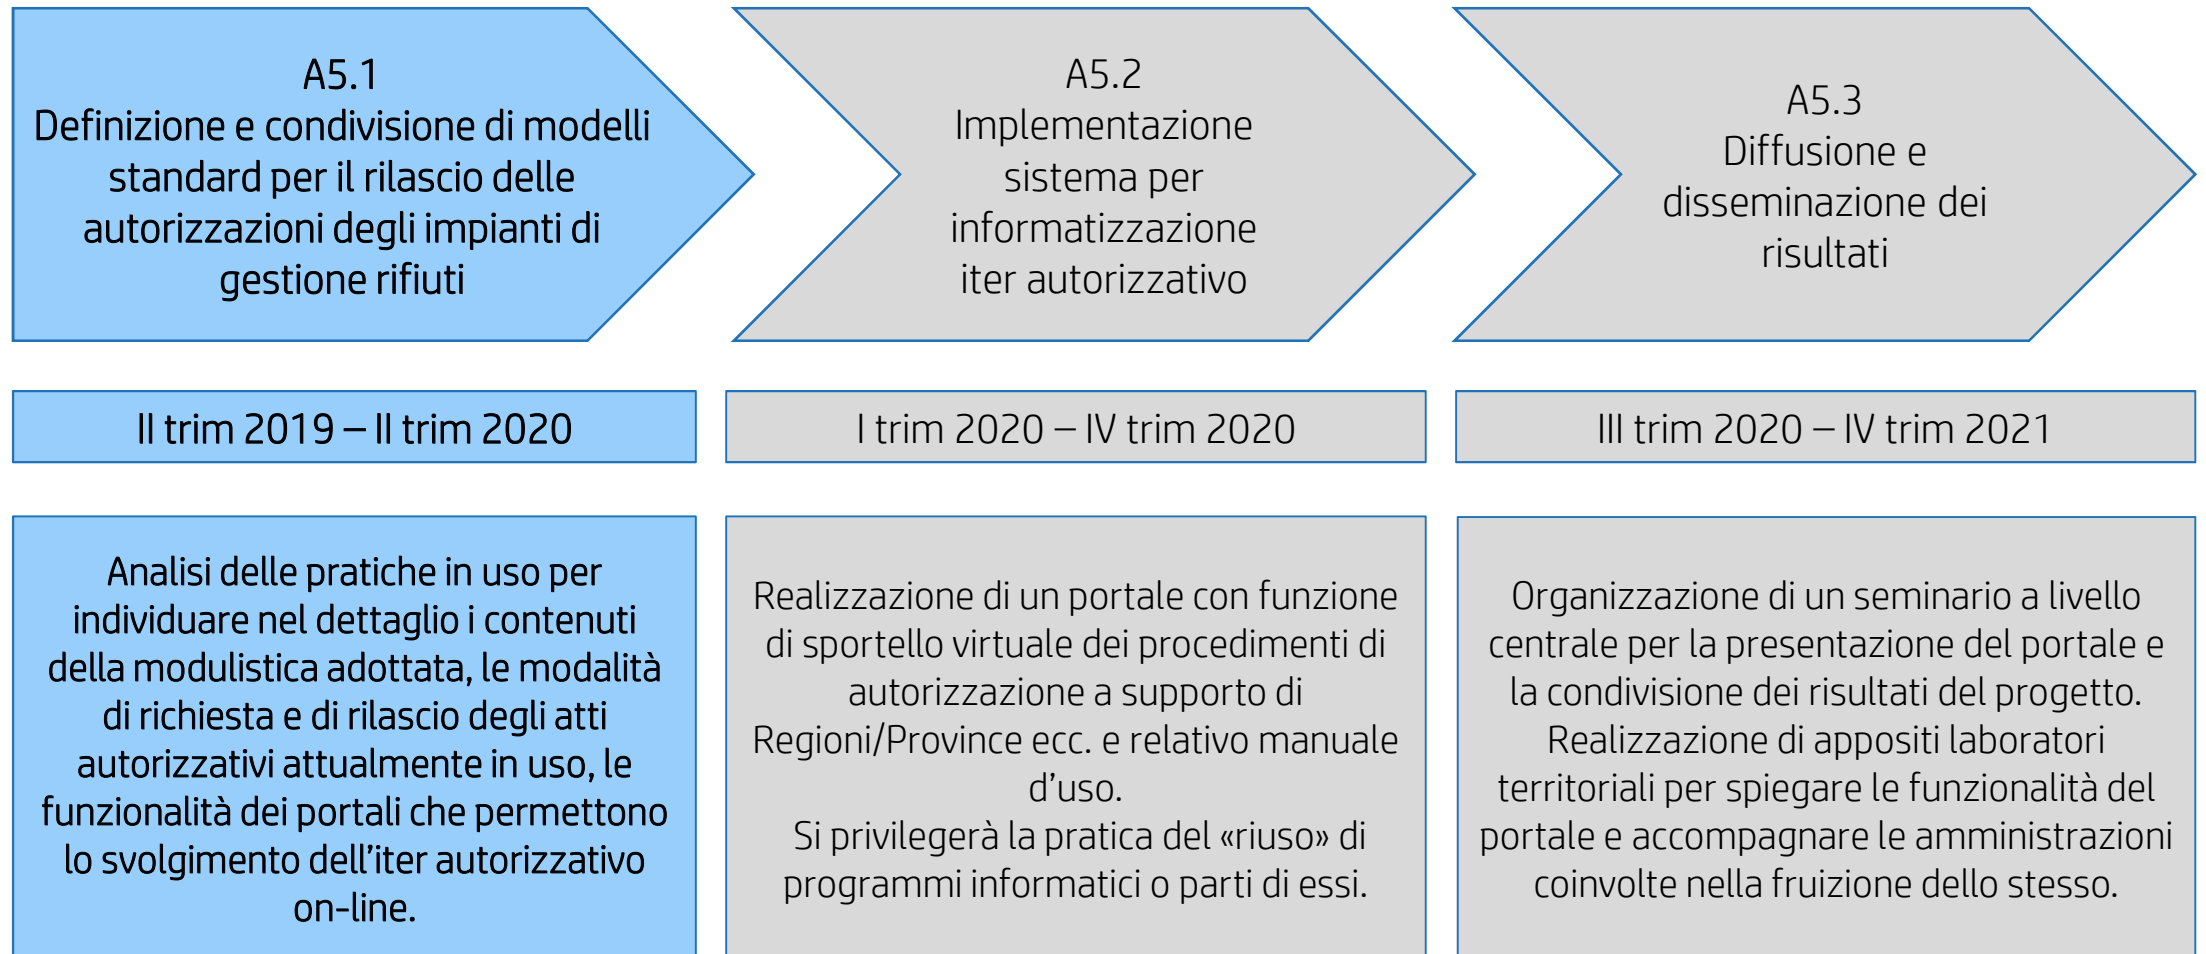 A5.1
Definizione e condivisione di modelli
standard per il rilascio delle
autorizzazioni degli impianti di
gestione rifiuti
A5.2
Implementazione
sistema per
informatizzazione
iter autorizzativo
A5.3
Diffusione e
disseminazione dei
risultati
II trim 2019 – II trim 2020
I trim 2020 – IV trim 2020
III trim 2020 – IV trim 2021
Analisi delle pratiche in uso per
individuare nel dettaglio i contenuti
della modulistica adottata, le modalità
di richiesta e di rilascio degli atti
autorizzativi attualmente in uso, le
funzionalità dei portali che permettono
lo svolgimento dell’iter autorizzativo
on-line.
Realizzazione di un portale con funzione
di sportello virtuale dei procedimenti di
autorizzazione a supporto di
Regioni/Province ecc. e relativo manuale
d’uso.
Si privilegerà la pratica del «riuso» di
programmi informatici o parti di essi.
Organizzazione di un seminario a livello
centrale per la presentazione del portale e
la condivisione dei risultati del progetto.
Realizzazione di appositi laboratori
territoriali per spiegare le funzionalità del
portale e accompagnare le amministrazioni
coinvolte nella fruizione dello stesso.